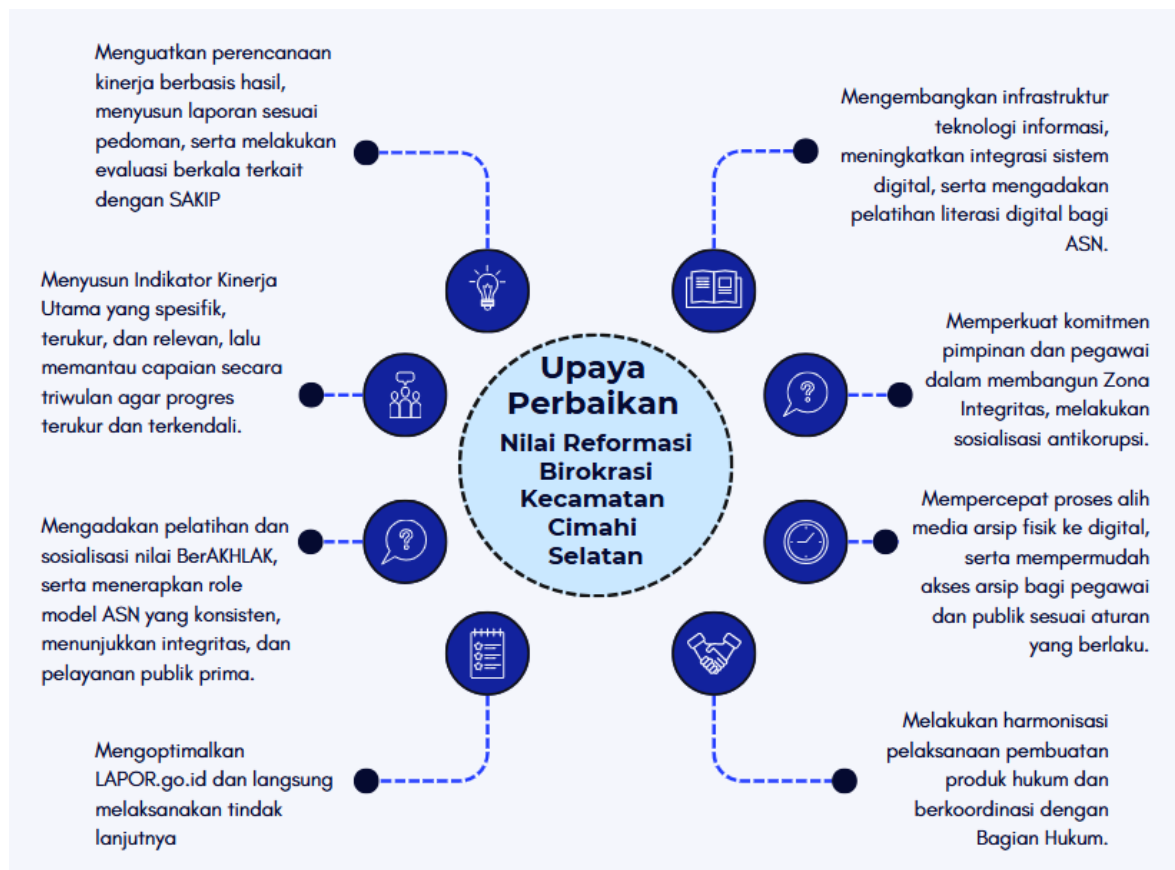 Menguatkan perencanaan
kinerja berbasis hasil,
menyusun laporan sesuai
pedoman, serta melakukan
evaluasi berkala terkait
dengan SAKIP
Menyusun Indikator Kinerja
Utama yang spesifik,
terukur, dan relevan, lalu
memantau capaian secara
triwulan agar progres
terukur dan terkendali.
Mengadakan pelatihan dan
sosialisasi nilai BerAKHLAK,
serta menerapkan role
model ASN yang konsisten,
menunjukkan integritas, dan
pelayanan publik prima.
Mengoptimalkan
LAPOR.go.id dan langsung
melaksanakan tindak
lanjutnya
Upaya
Perbaikan
Nilai Reformasi
Birokrasi
Kecamatan
Cimahi
Selatan
Mengembangkan infrastruktur
teknologi informasi,
meningkatkan integrasi sistem
digital, serta mengadakan
pelatihan literasi digital bagi
ASN.
Memperkuat komitmen
pimpinan dan pegawai
dalam membangun Zona
Integritas, melakukan
sosialisasi antikorupsi.
Mempercepat proses alih
media arsip fisik ke digital,
serta mempermudah
akses arsip bagi pegawai
dan publik sesuai aturan
yang berlaku.
Melakukan harmonisasi
pelaksanaan pembuatan
produk hukum dan
berkoordinasi dengan
Bagian Hukum.